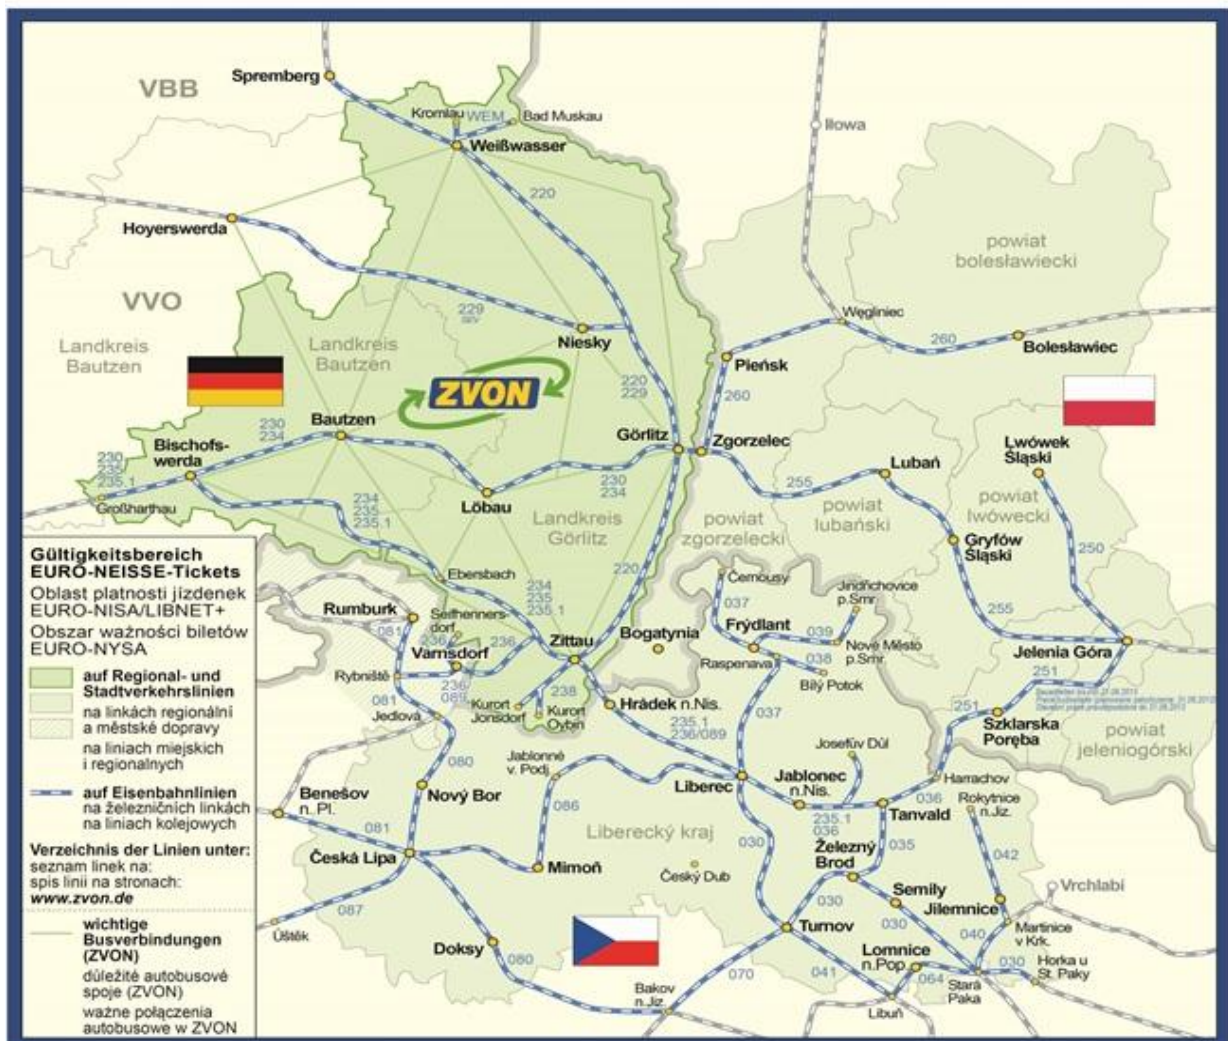 VBB
Spremberg
Kromlau
WEM
Bad Muskau
Weißwasser
Iłowa
220
Hoyerswerda
powiat
bolesławiecki
VVO
229
SEV
Niesky
Węgliniec
260
Bolesławiec
Landkreis
Bautzen
Landkreis
Bautzen
ZVON
Pieńsk
260
220
229
Bautzen
230
234
Görlitz
Zgorzelec
Bischofs-
werda
230
235
235.1
Großharthau
Löbau
230
234
Lubań
255
Lwówek
Śląski
powiat
lubański
powiat
lwówecki
powiat
zgorzelecki
Landkreis
Görlitz
234
235
235.1
Gryfów
Śląski
250
255
Ebersbach
234
235
235.1
220
Černousy
037
Jindřichovice
p.Smr.
Frýdlant
039
Nové Město
p.Smr.
Raspenava
038
Bílý Potok
Jelenia Góra
251
251
Szklarska
Poręba
powiat
jeleniogórski
Rumburk
Seifhenners-
dorf
081
236
236
Varnsdorf
Zittau
Bogatynia
Rybniště
236
089
081
Jedlová
Kurort
Jonsdorf
238
Kurort
Oybin
Hrádek n.Nis.
235.1
236/089
037
Josefův Důl
Jablonné
v. Podj.
Liberec
Jablonec
n.Nis.
Harrachov
036
Rokytnice
n.Jiz.
Tanvald
080
Nový Bor
Benešov
n. Pl.
086
081
Liberecký kraj
235.1
036
035
030
Železný
Brod
042
Česká Lipa
Mimoň
Český Dub
Semily
Jilemnice
Vrchlabí
030
030
087
Úštěk
Turnov
Martinice
v Krk.
040
Lomnice
n.Pop.
030
Horka u
St. Paky
Doksy
080
070
041
064
Stará
Paka
Bakov
n.Jiz.
Libuň
Gültigkeitsbereich
EURO-NEISSE-Tickets
Oblast platnosti jízdenek
EURO-NISA/LIBNET+
Obszar ważności biletów
EURO-NYSA
auf Regional- und
Stadtverkehrslinien
na linkách regionální
a městské dopravy
na liniach miejskich
i regionalnych
auf Eisenbahnlinien
na železničních linkách
na liniach kolejowych
Verzeichnis der Linien unter:
seznam linek na:
spis linii na stronach:
www.zvon.de
wichtige
Busverbindungen
(ZVON)
důležité autobusové
spoje (ZVON)
ważne połączenia
autobusowe w ZVON